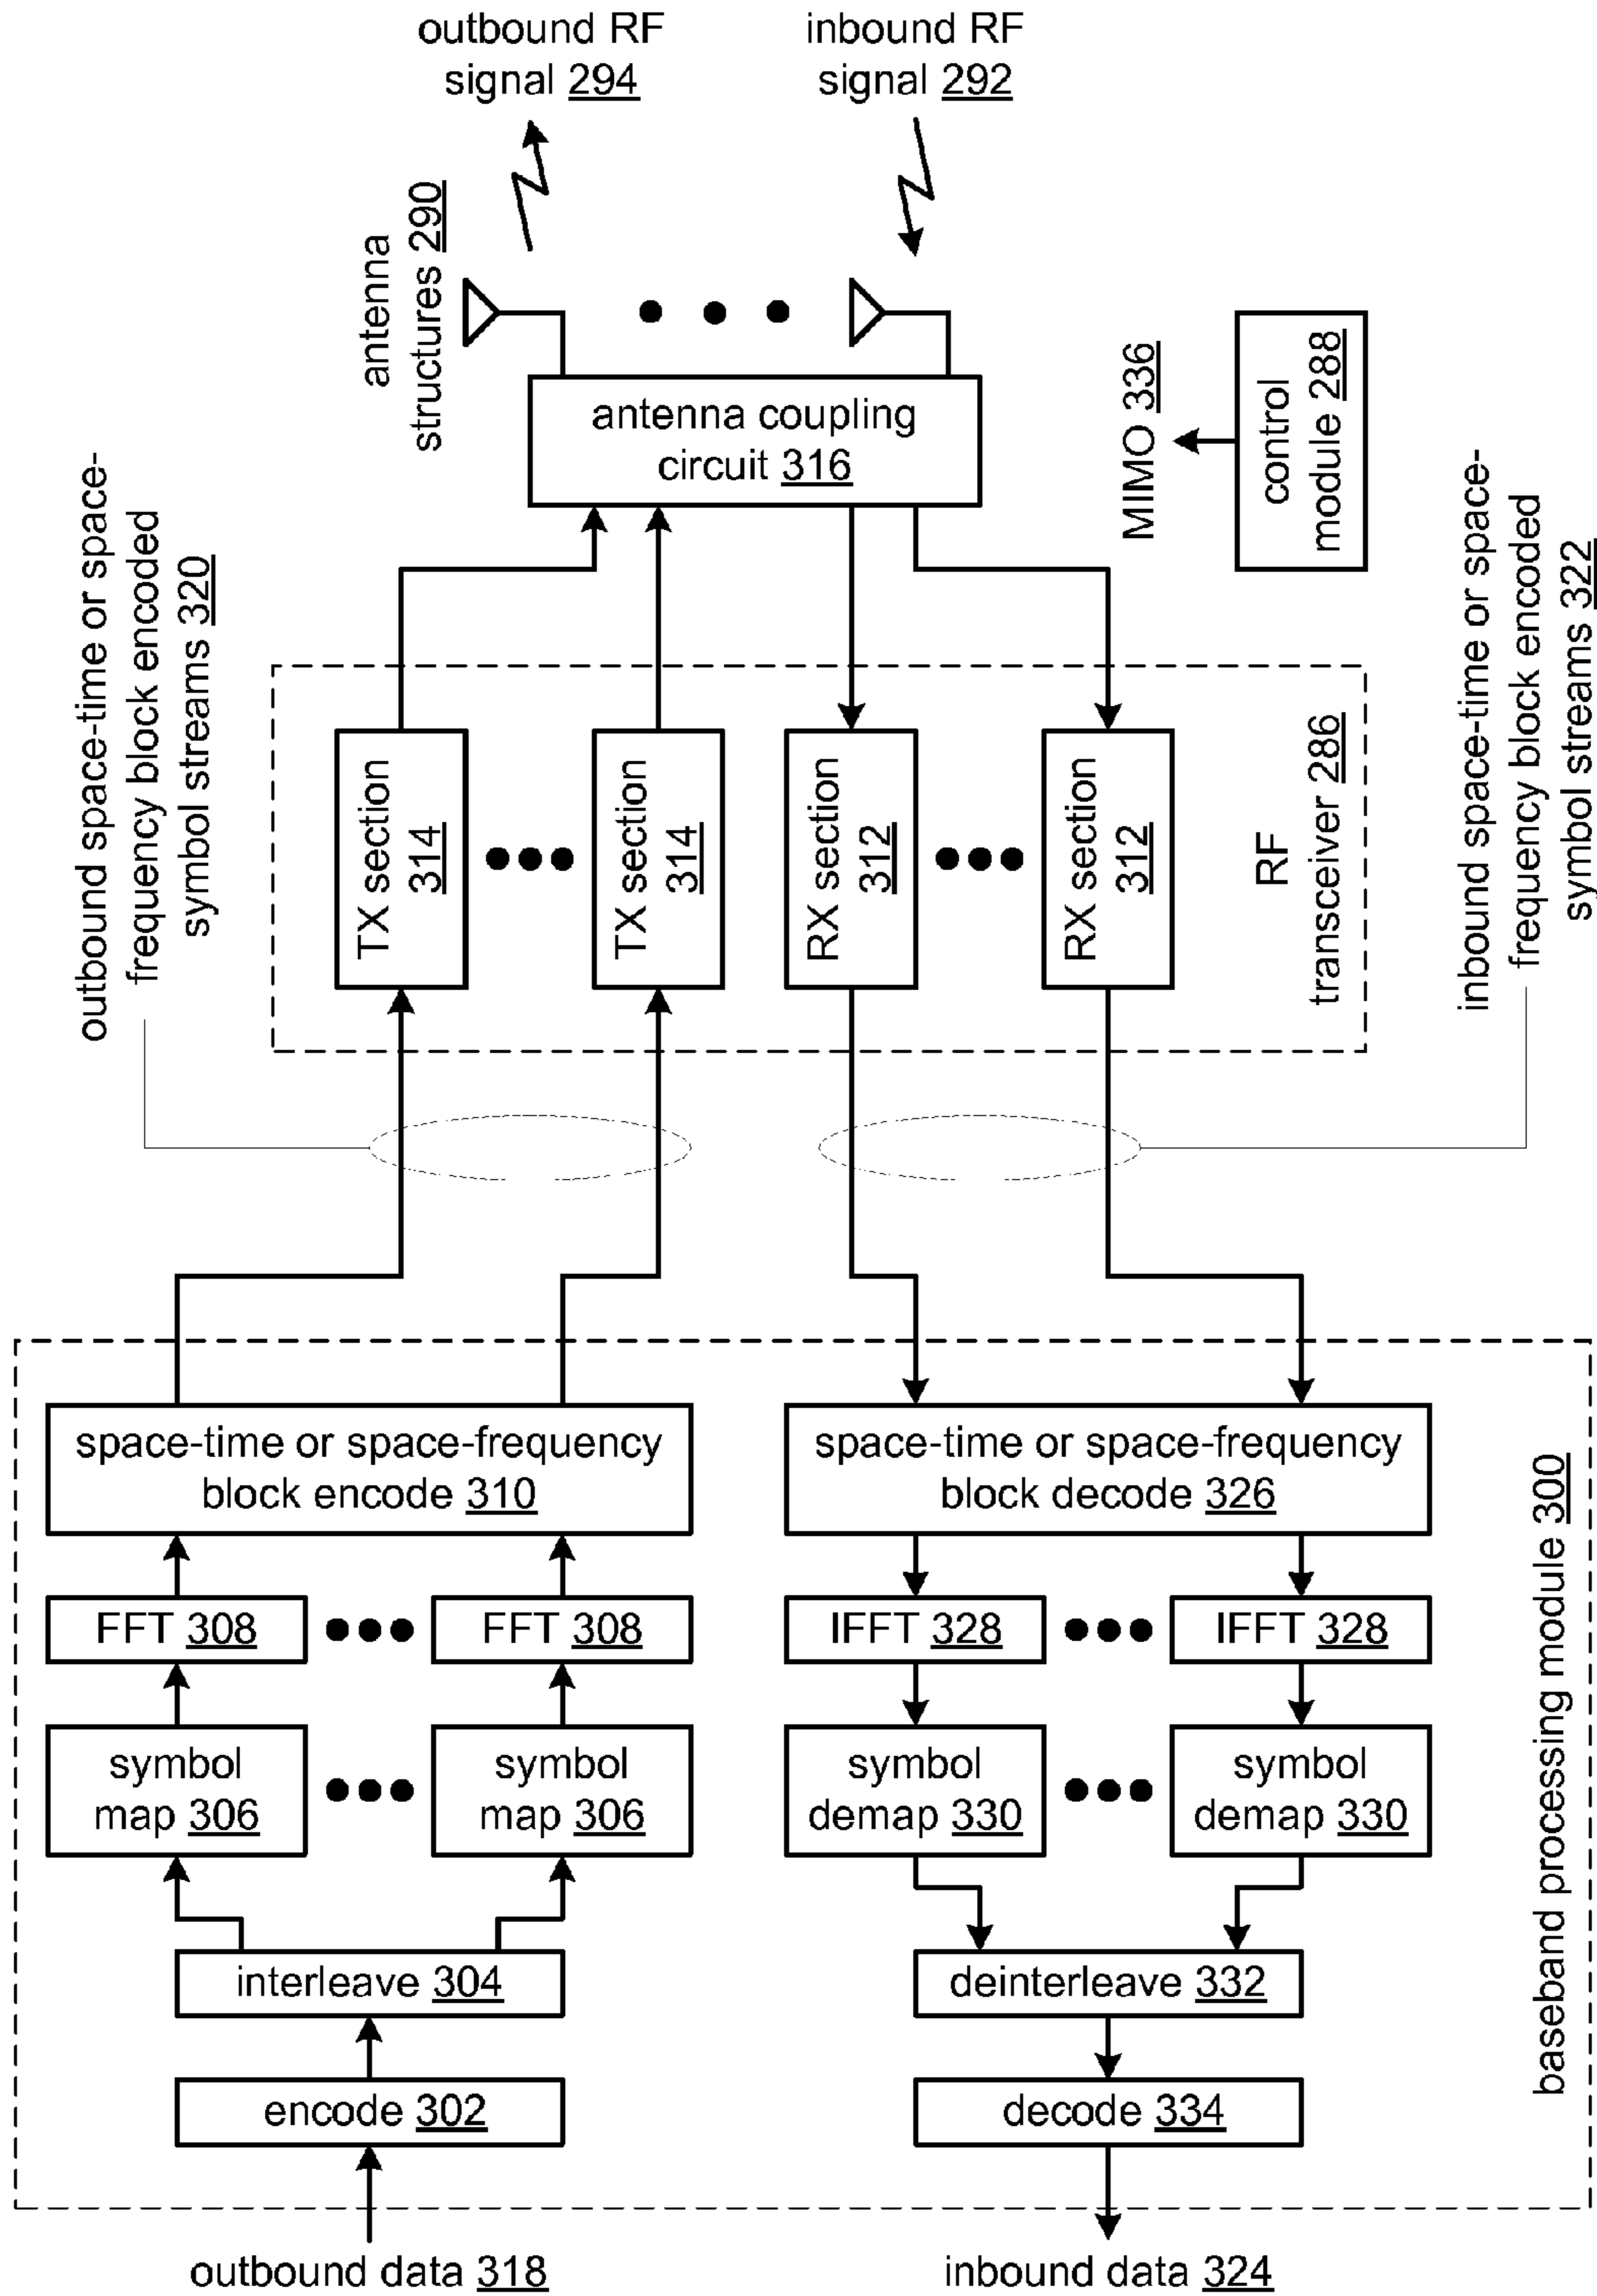 outbound RF
signal 294
inbound RF
signal 292
antenna
structures 290
antenna coupling
circuit 316
MIMO 336
control
module 288
outbound space-time or space-
frequency block encoded
symbol streams 320
inbound space-time or space-
frequency block encoded
symbol streams 322
TX section
314
TX section
314
RX section
312
RX section
312
RF
transceiver 286
space-time or space-frequency
block encode 310
space-time or space-frequency
block decode 326
FFT 308
FFT 308
IFFT 328
IFFT 328
symbol
map 306
symbol
map 306
symbol
demap 330
symbol
demap 330
interleave 304
deinterleave 332
encode 302
decode 334
baseband processing module 300
outbound data 318
inbound data 324